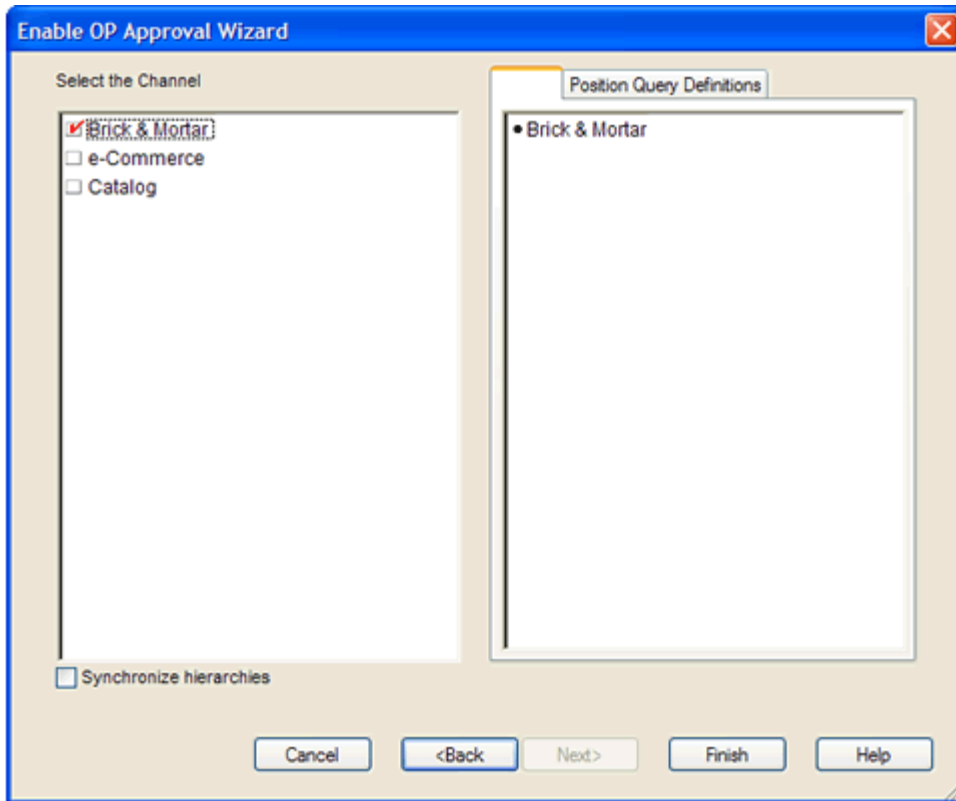 Enable OP Approval Wizard
Select the Channel
Position Query Definitions
Brick & Mortar
e-Commerce
Catalog
• Brick & Mortar
Synchronize hierarchies
Cancel
<Back
Next>
Finish
Help